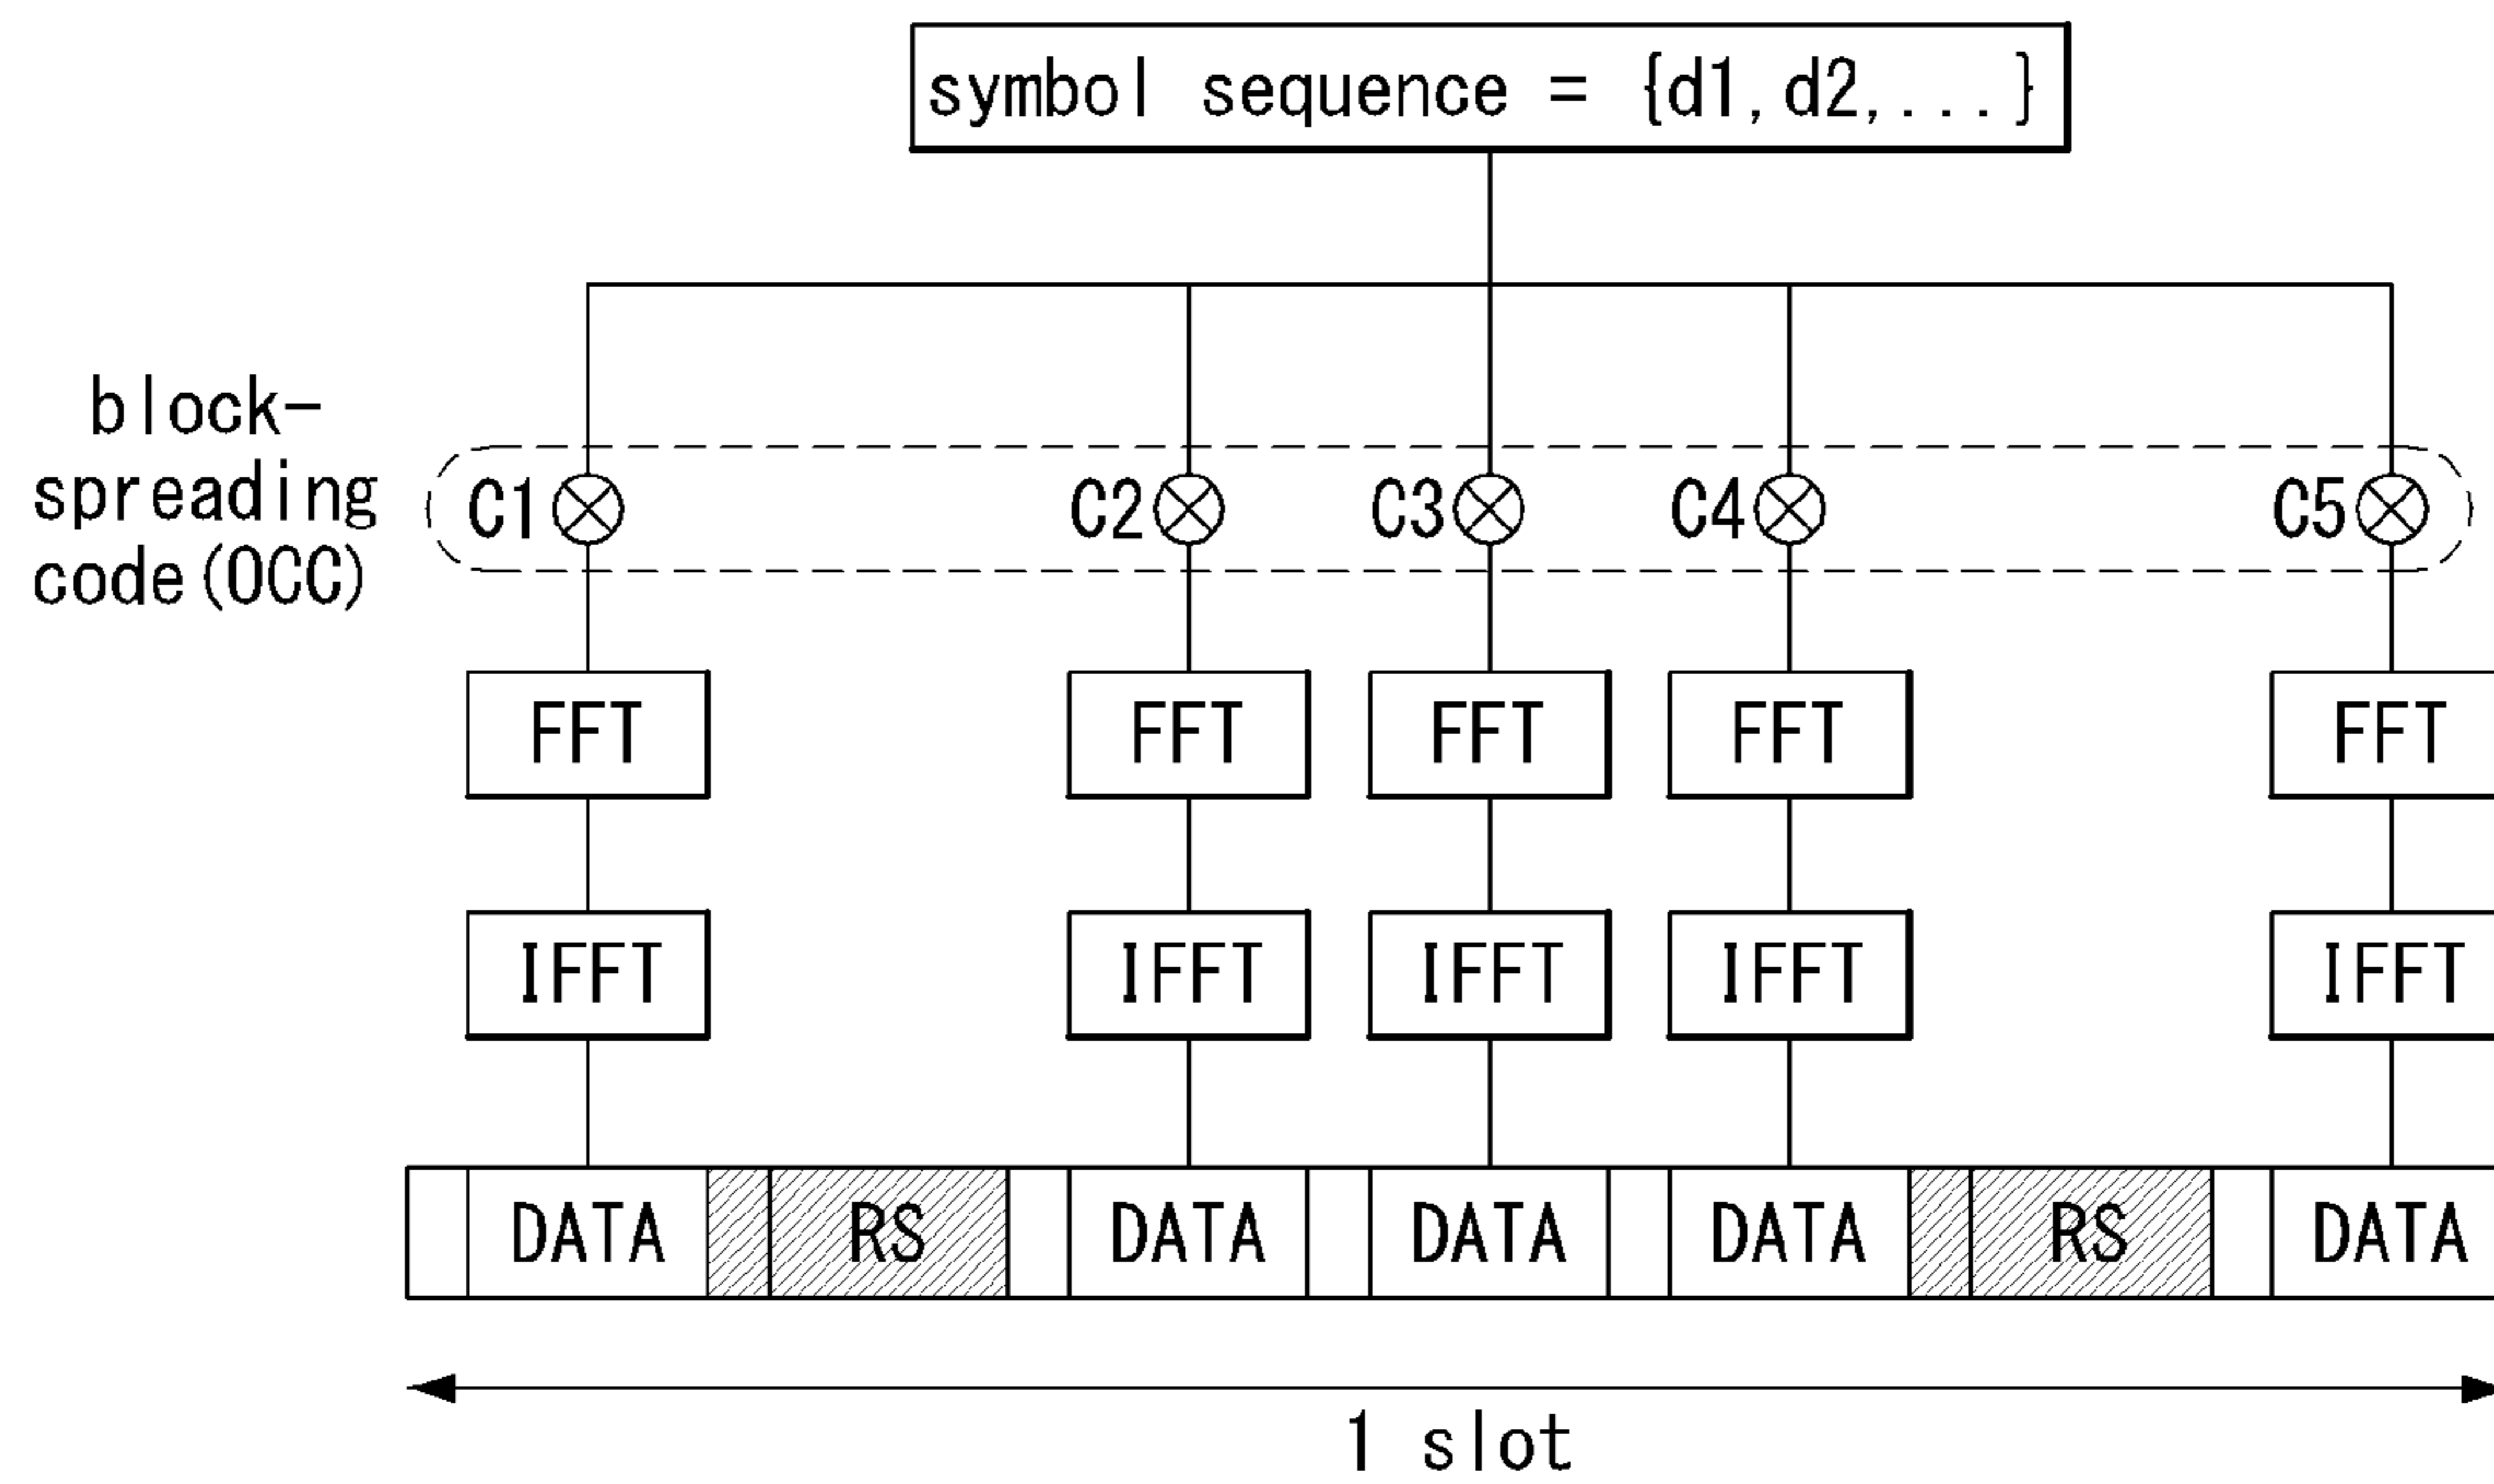 symbol sequence = {d1,d2,...}
block-
spreading
code(OCC)
C1 C2 C3 C4 C5
FFT FFT FFT FFT FFT
IFFT IFFT IFFT IFFT IFFT
DATA RS DATA DATA DATA RS DATA
1 slot